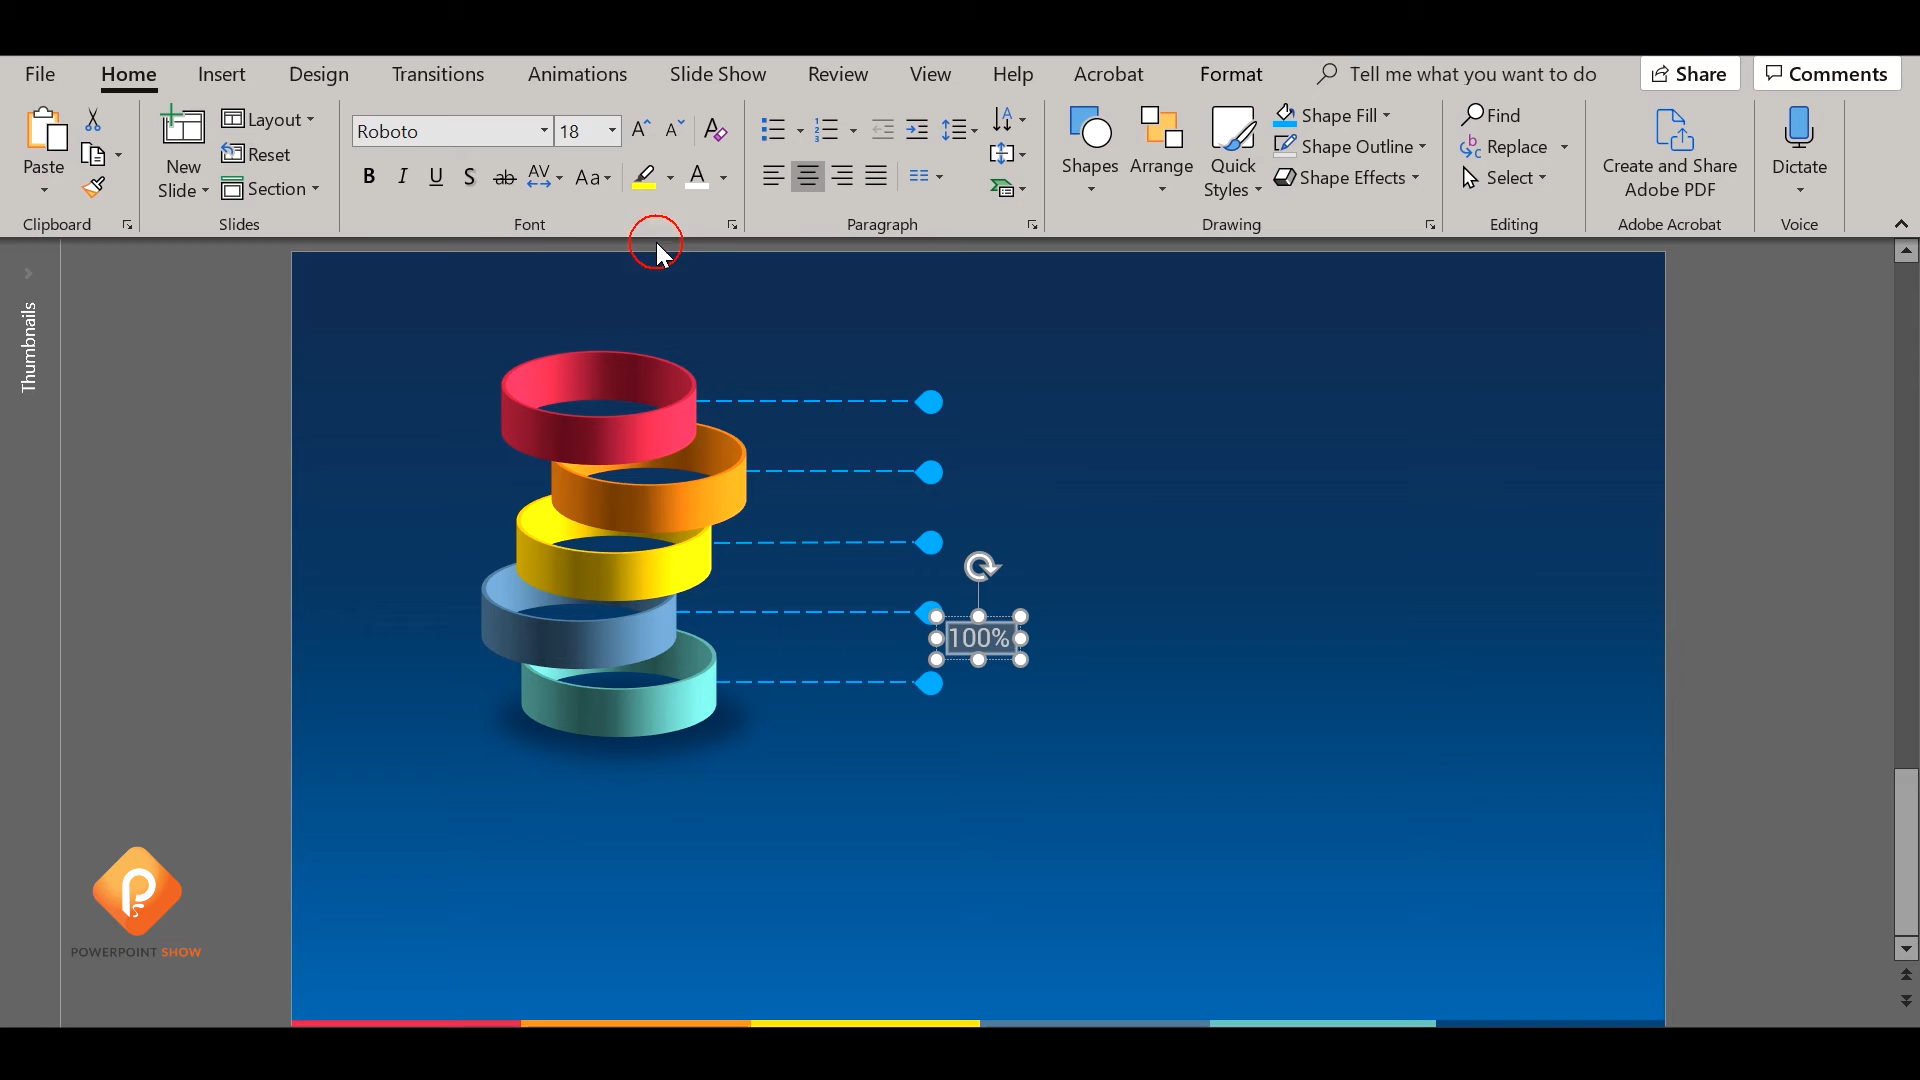 File Home Insert Design Transitions Animations Slide Show Review View Help Acrobat Format Tell me what you want to do Share Comments
Paste
New Slide
Layout
Reset
Section
Roboto 18
B I U S ab AV Aa A
Shapes
Arrange
Quick Styles
Shape Fill
Shape Outline
Shape Effects
Find
Replace
Select
Create and Share Adobe PDF
Dictate
Clipboard Slides Font Paragraph Drawing Editing Adobe Acrobat Voice
Thumbnails
100%
POWERPOINT SHOW